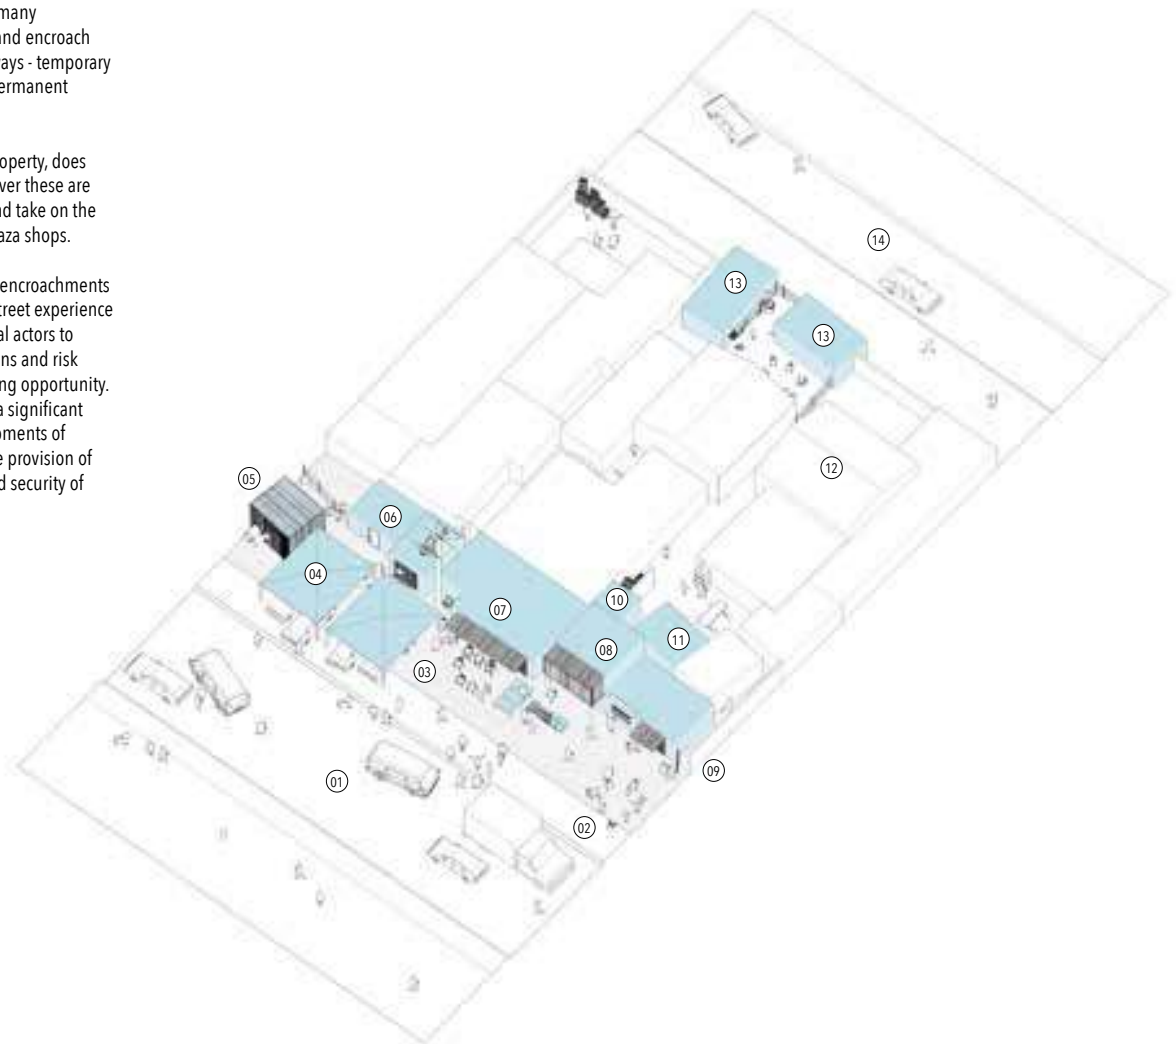 many
and encroach
ays - temporary
ermanent
operty, does
ver these are
nd take on the
aza shops.
encroachments
treet experience
al actors to
ns and risk
ng opportunity.
a significant
pments of
e provision of
d security of
14
13
13
12
05
06
04
10
07
11
08
03
09
01
02